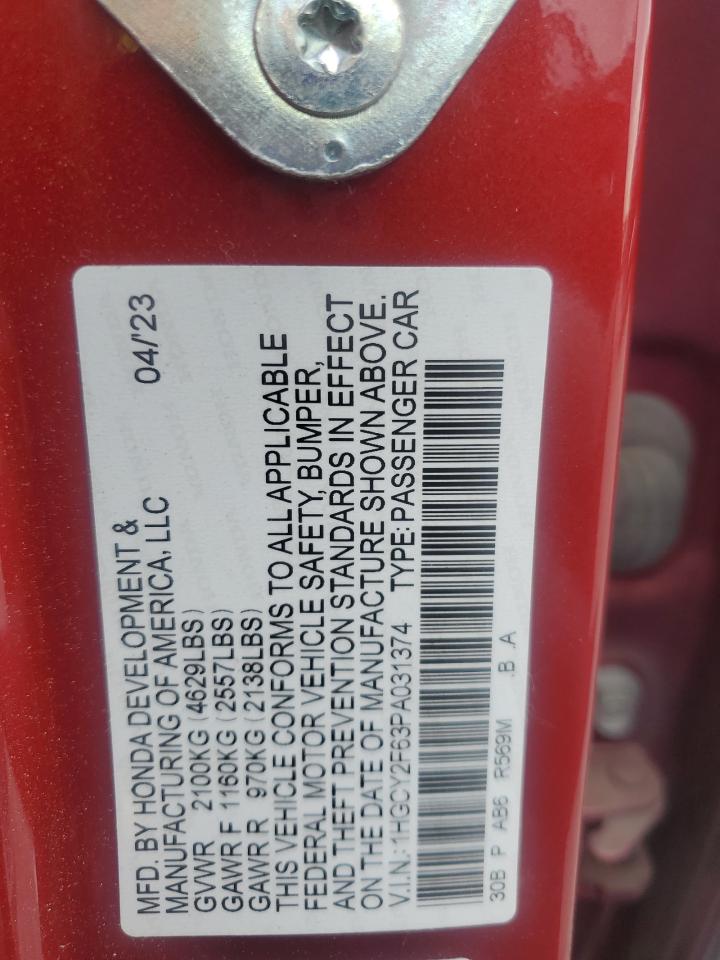 MFD. BY HONDA DEVELOPMENT &
MANUFACTURING OF AMERICA, LLC 04/'23
GVWR 2100KG (4629LBS)
GAWR F 1160KG (2557LBS)
GAWR R 970KG (2138LBS)
THIS VEHICLE CONFORMS TO ALL APPLICABLE
FEDERAL MOTOR VEHICLE SAFETY, BUMPER,
AND THEFT PREVENTION STANDARDS IN EFFECT
ON THE DATE OF MANUFACTURE SHOWN ABOVE.
V.I.N.: 1HGCY2F63PA031374 TYPE: PASSENGER CAR
30B P AB6 R569M .B .A